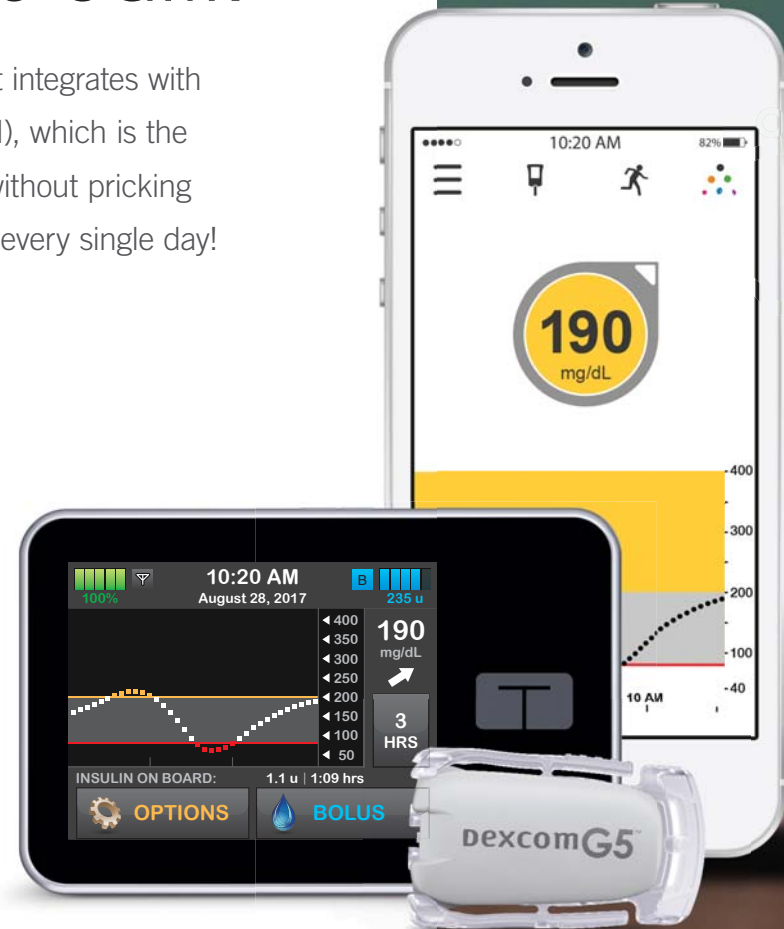 t integrates with
), which is the
without pricking
every single day!
10:20 AM
82%
190
mg/dL
400
300
200
100
40
10 AM
100%
10:20 AM
August 28, 2017
B
235 u
400
350
300
250
200
150
100
50
190
mg/dL
3
HRS
INSULIN ON BOARD:
1.1 u | 1:09 hrs
OPTIONS
BOLUS
Dexcom G5™